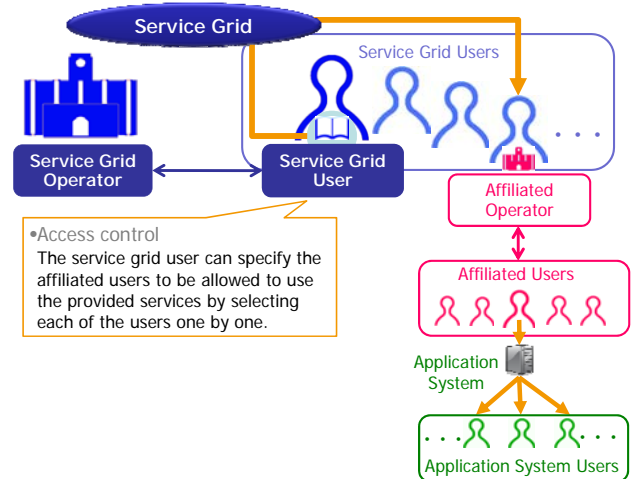 Service Grid
Service Grid Users
. . .
Service Grid
Operator
Service Grid
User
Affiliated
Operator
•Access control
The service grid user can specify the
affiliated users to be allowed to use
the provided services by selecting
each of the users one by one.
Affiliated Users
Application
System
. . .
. . .
Application System Users